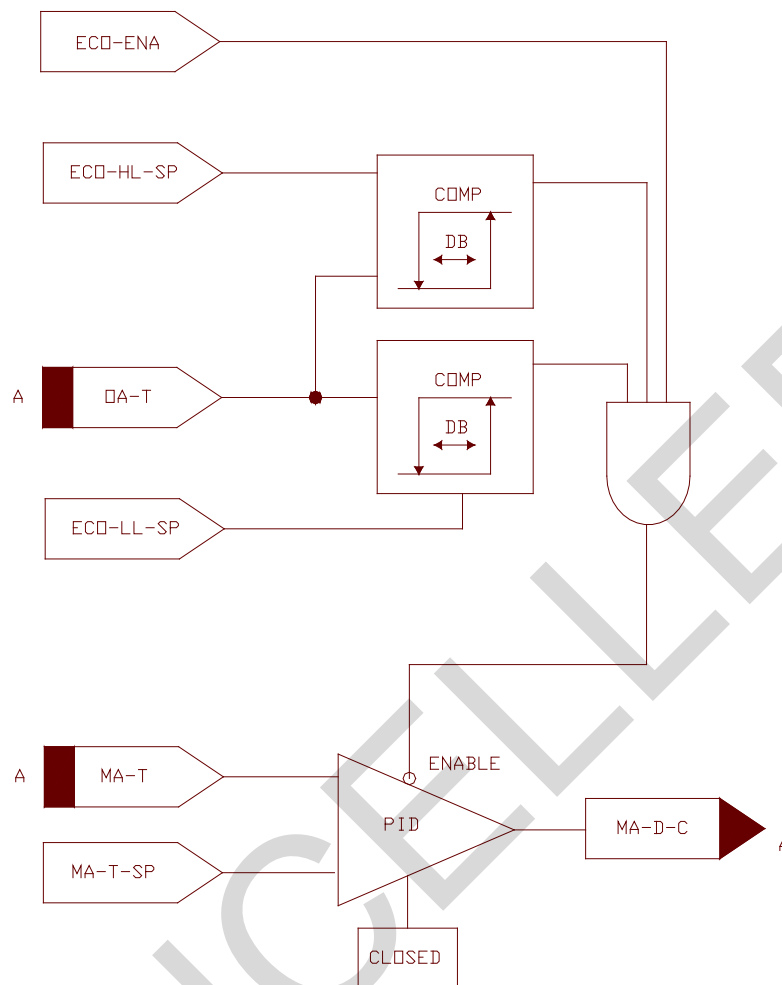 ECO-ENA
ECO-HL-SP
COMP
DB
A
OA-T
COMP
DB
ECO-LL-SP
A
MA-T
ENABLE
PID
MA-D-C
MA-T-SP
CLOSED